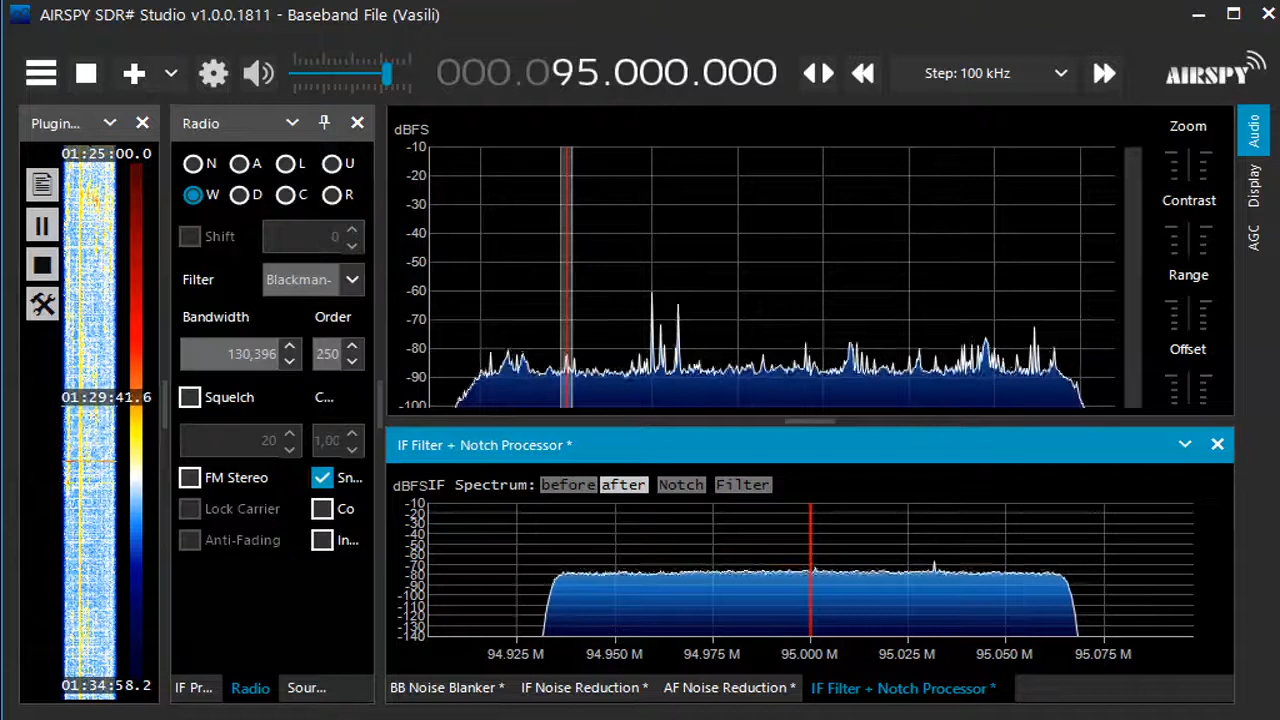 AIRSPY SDR# Studio v1.0.0.1811 - Baseband File (Vasili)
000.095.000.000
Step: 100 kHz
AIRSPY
Plugin...
01:25:00.0
01:29:41.6
01:34:58.2
Radio
N A L U
W D C R
Shift 0
Filter Blackman-
Bandwidth Order
130,396 250
Squelch C...
20 1,00
FM Stereo Sn...
Lock Carrier Co
Anti-Fading In...
IF Pr... Radio Sour...
dBFS
-10
-20
-30
-40
-50
-60
-70
-80
-90
-100
Zoom
Contrast
Range
Offset
Audio
Display
AGC
IF Filter + Notch Processor *
dBFS IF Spectrum: before after Notch Filter
-10
-20
-30
-40
-50
-60
-70
-80
-90
-100
-110
-120
-130
-140
94.925 M 94.950 M 94.975 M 95.000 M 95.025 M 95.050 M 95.075 M
BB Noise Blanker * IF Noise Reduction * AF Noise Reduction * IF Filter + Notch Processor *